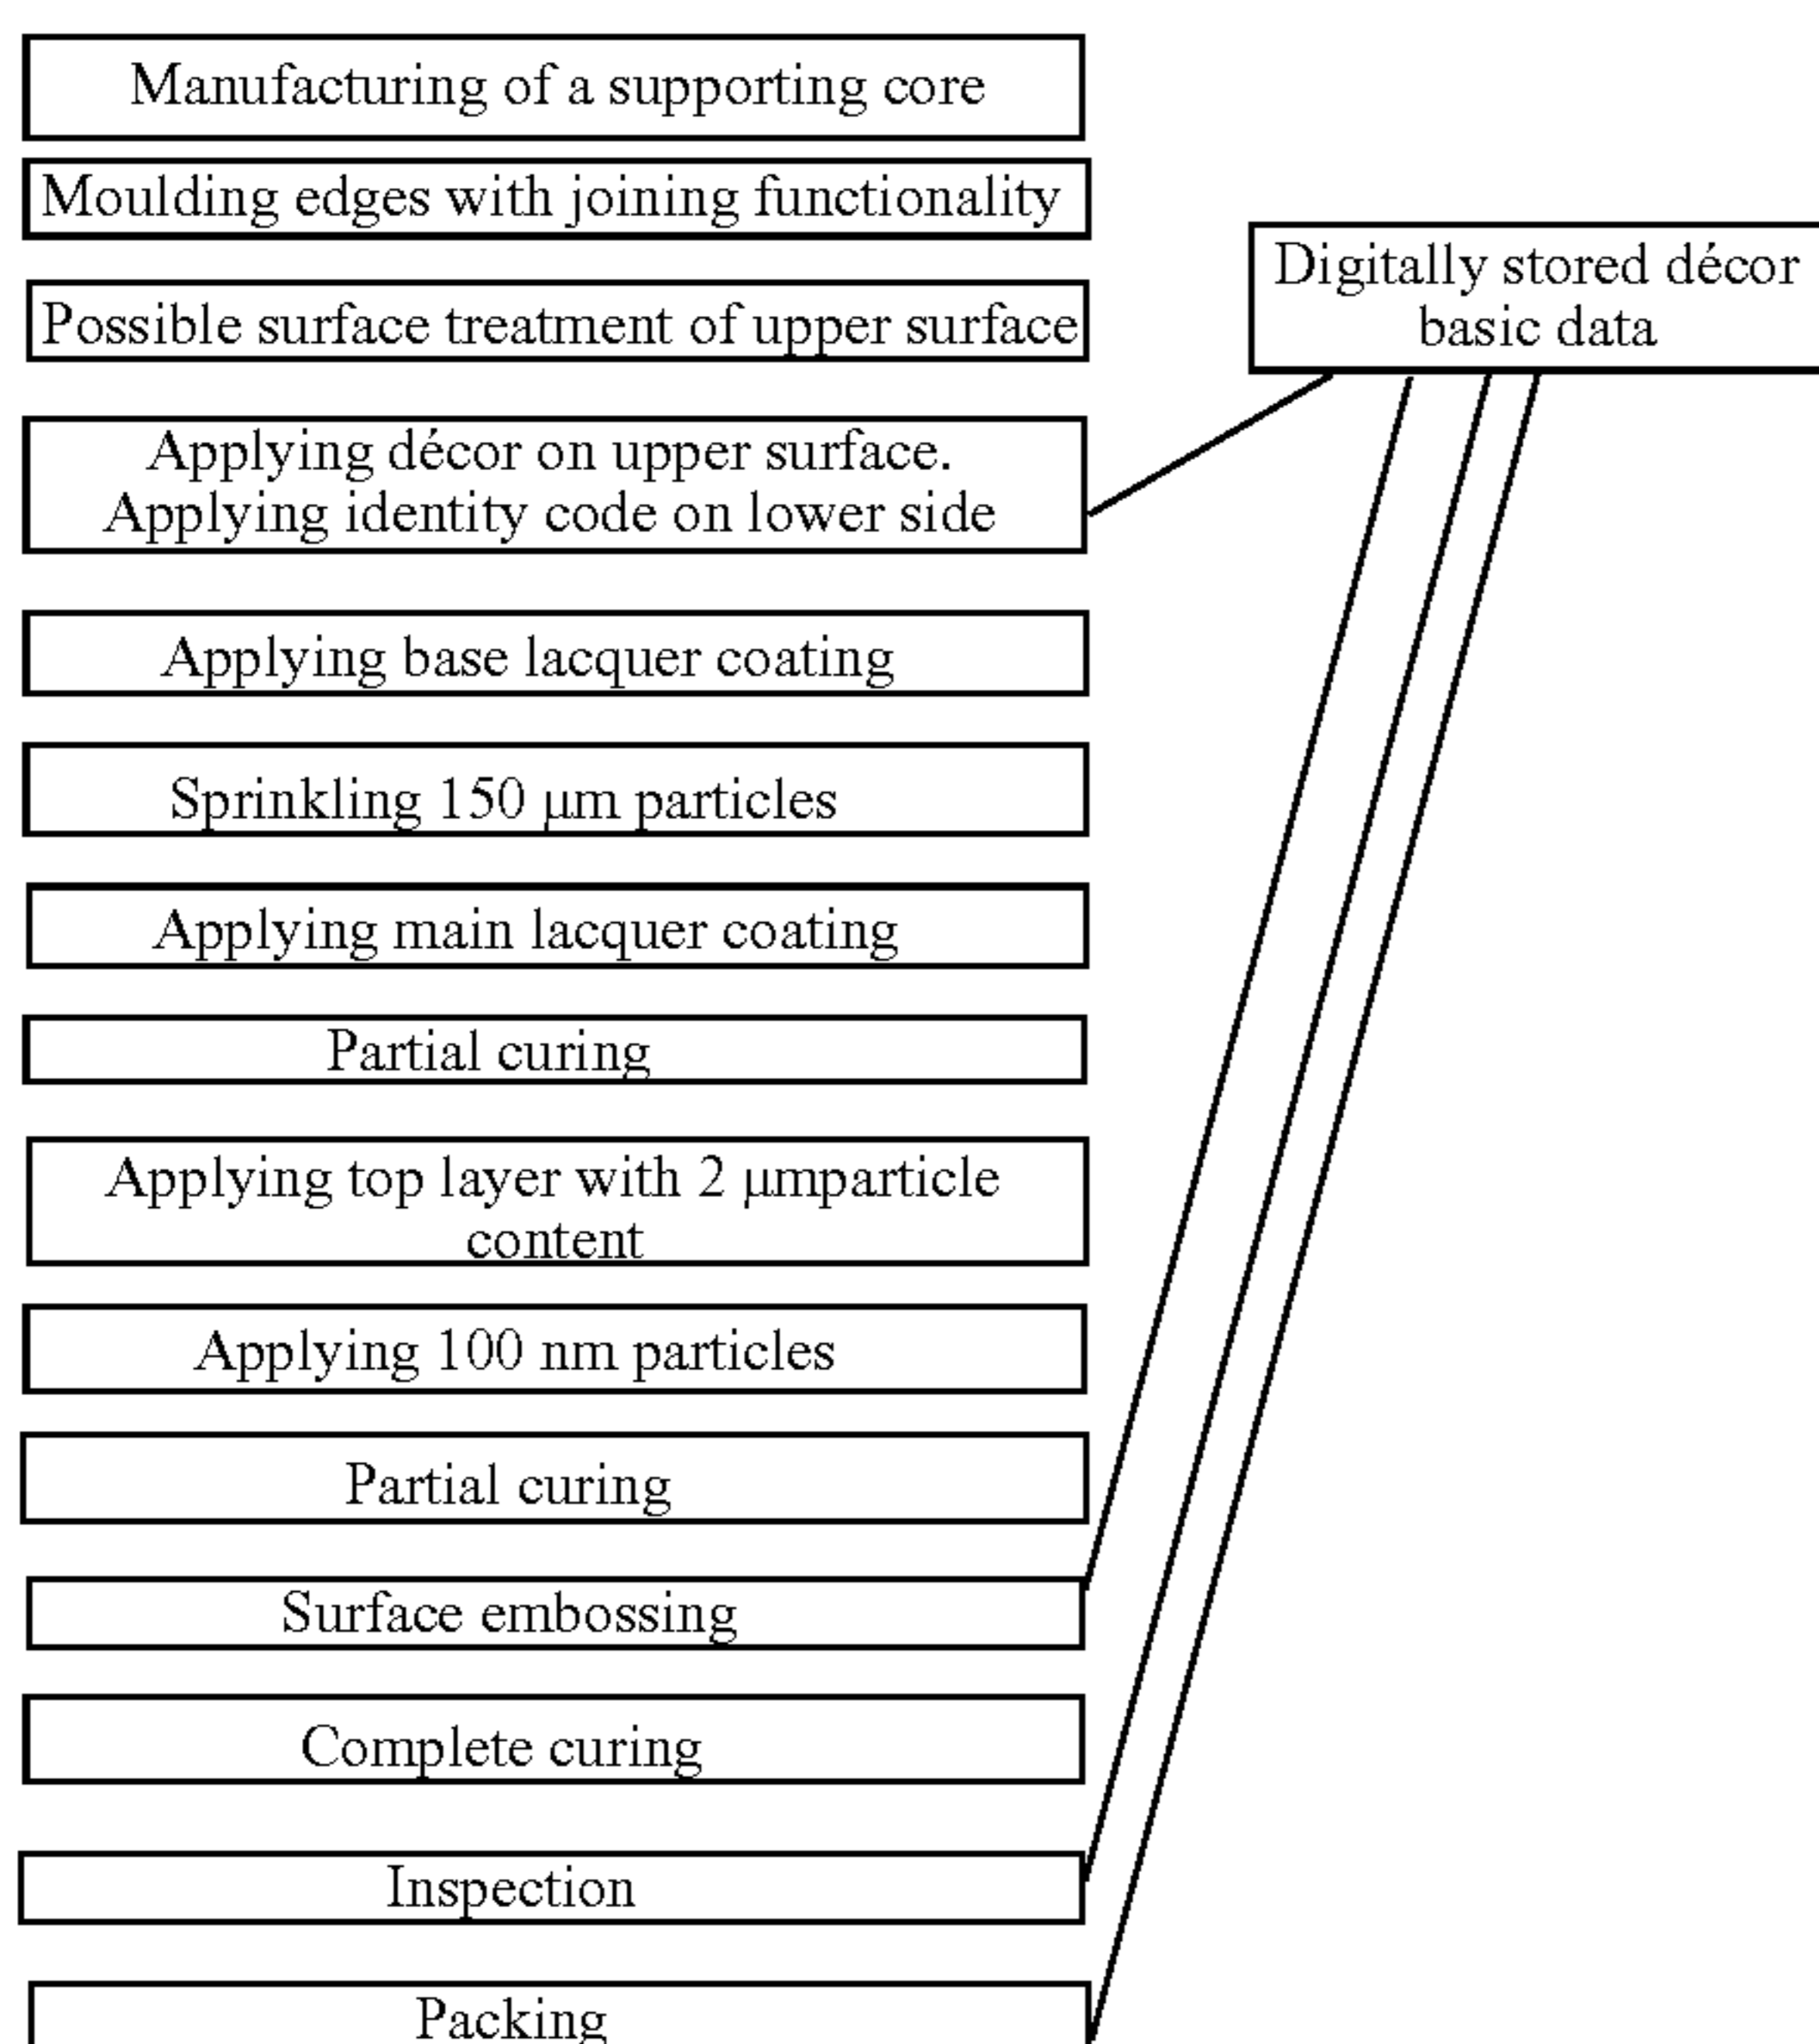 Manufacturing of a supporting core
Moulding edges with joining functionality
Digitally stored décor
basic data
Possible surface treatment of upper surface
Applying décor on upper surface.
Applying identity code on lower side
Applying base lacquer coating
Sprinkling 150 μm particles
Applying main lacquer coating
Partial curing
Applying top layer with 2 μmparticle
content
Applying 100 nm particles
Partial curing
Surface embossing
Complete curing
Inspection
Packing